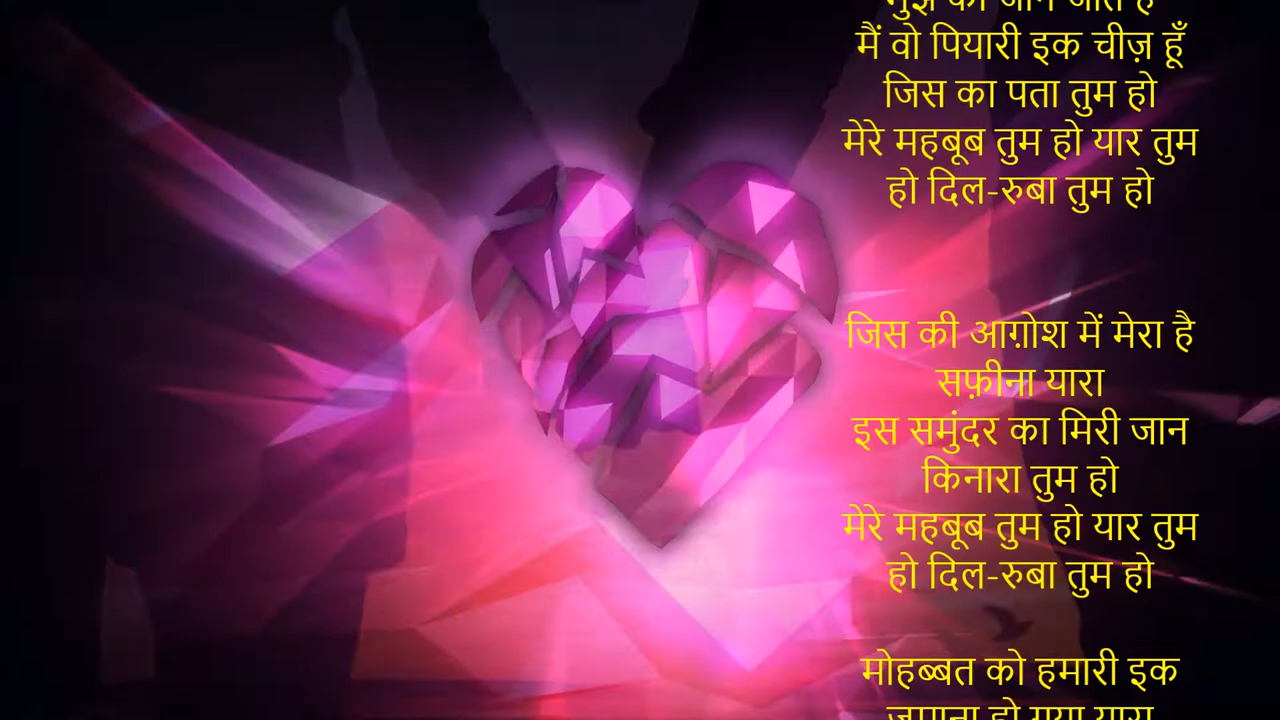 मैं वो पियारी इक चीज़ हूँ
जिस का पता तुम हो
मेरे महबूब तुम हो यार तुम
हो दिल-रुबा तुम हो
जिस की आग़ोश में मेरा है
सफ़ीना यारा
इस समुंदर का मिरी जान
किनारा तुम हो
मेरे महबूब तुम हो यार तुम
हो दिल-रुबा तुम हो
मोहब्बत को हमारी इक